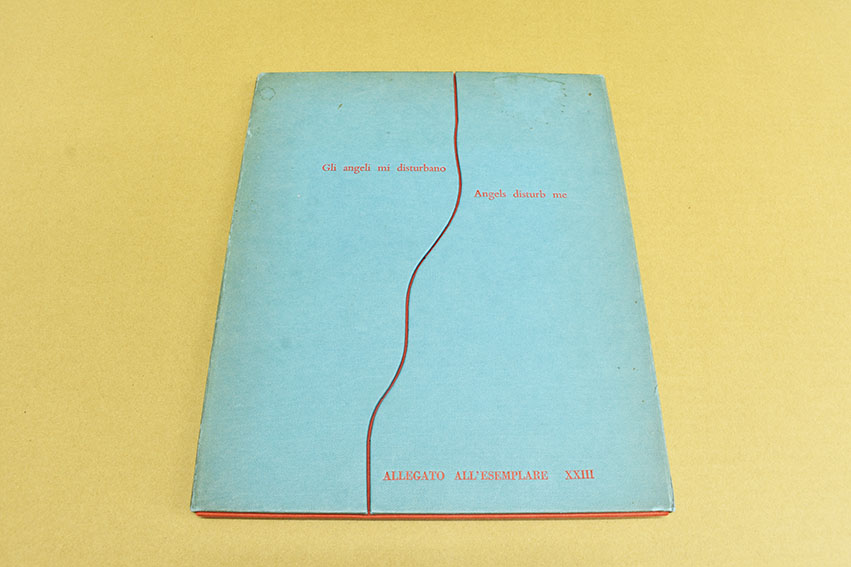 Gli angeli mi disturbano
Angels disturb me
ALLEGATO ALL'ESEMPLARE XXIII